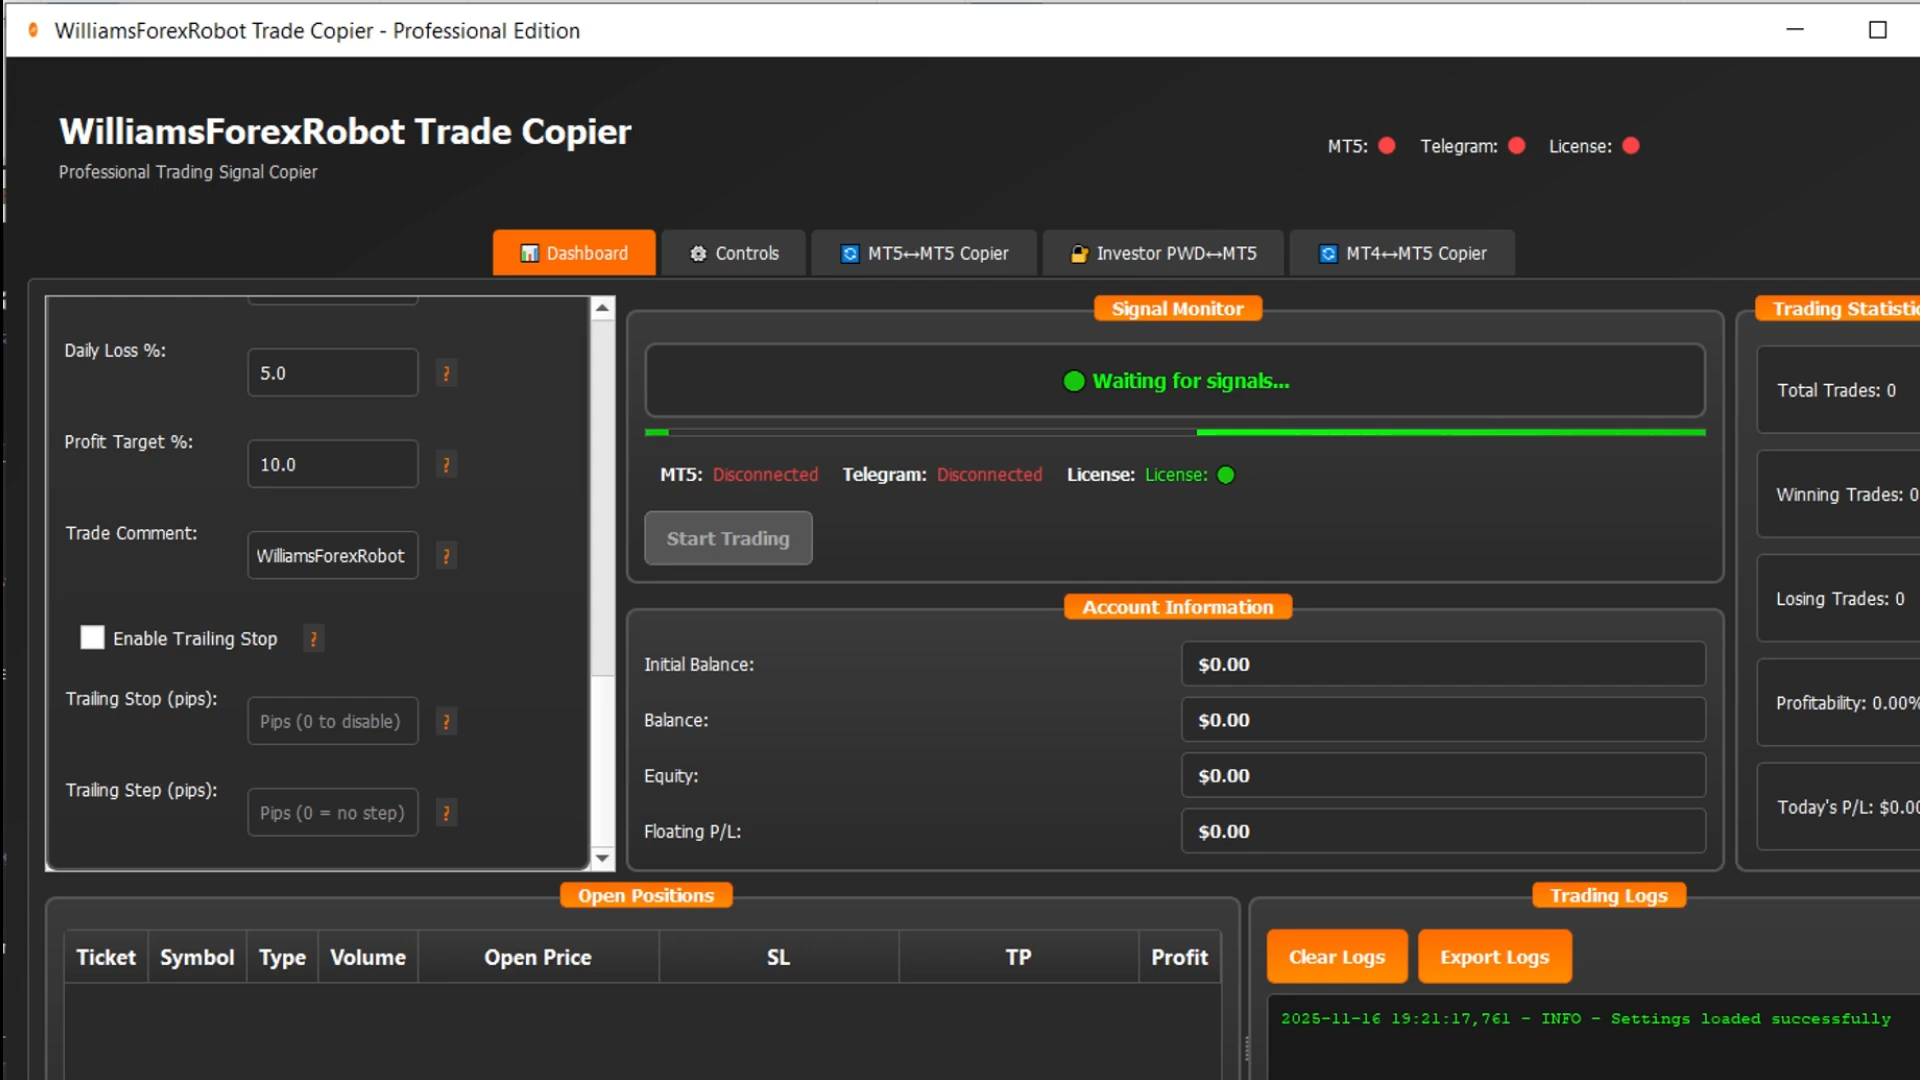 WilliamsForexRobot Trade Copier - Professional Edition
WilliamsForexRobot Trade Copier
Professional Trading Signal Copier
MT5: Telegram: License:
Dashboard Controls MT5↔MT5 Copier Investor PWD↔MT5 MT4↔MT5 Copier
Daily Loss %:
5.0 ?
Profit Target %:
10.0 ?
Trade Comment:
WilliamsForexRobot ?
Enable Trailing Stop ?
Trailing Stop (pips):
Pips (0 to disable) ?
Trailing Step (pips):
Pips (0 = no step) ?
Signal Monitor
Waiting for signals...
MT5: Disconnected Telegram: Disconnected License: License:
Start Trading
Account Information
Initial Balance: $0.00
Balance: $0.00
Equity: $0.00
Floating P/L: $0.00
Trading Statistic
Total Trades: 0
Winning Trades: 0
Losing Trades: 0
Profitability: 0.00%
Today's P/L: $0.00
Open Positions
Ticket Symbol Type Volume Open Price SL TP Profit
Trading Logs
Clear Logs Export Logs
2025-11-16 19:21:17,761 - INFO - Settings loaded successfully